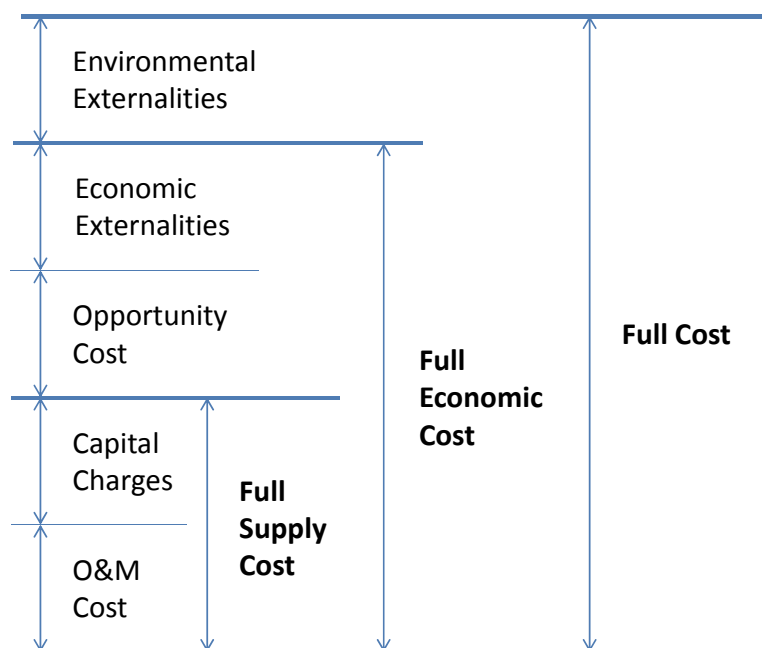 Environmental
Externalities
Economic
Externalities
Opportunity
Cost
Full Cost
Full
Economic
Cost
Capital
Charges
Full
Supply
Cost
O&M
Cost